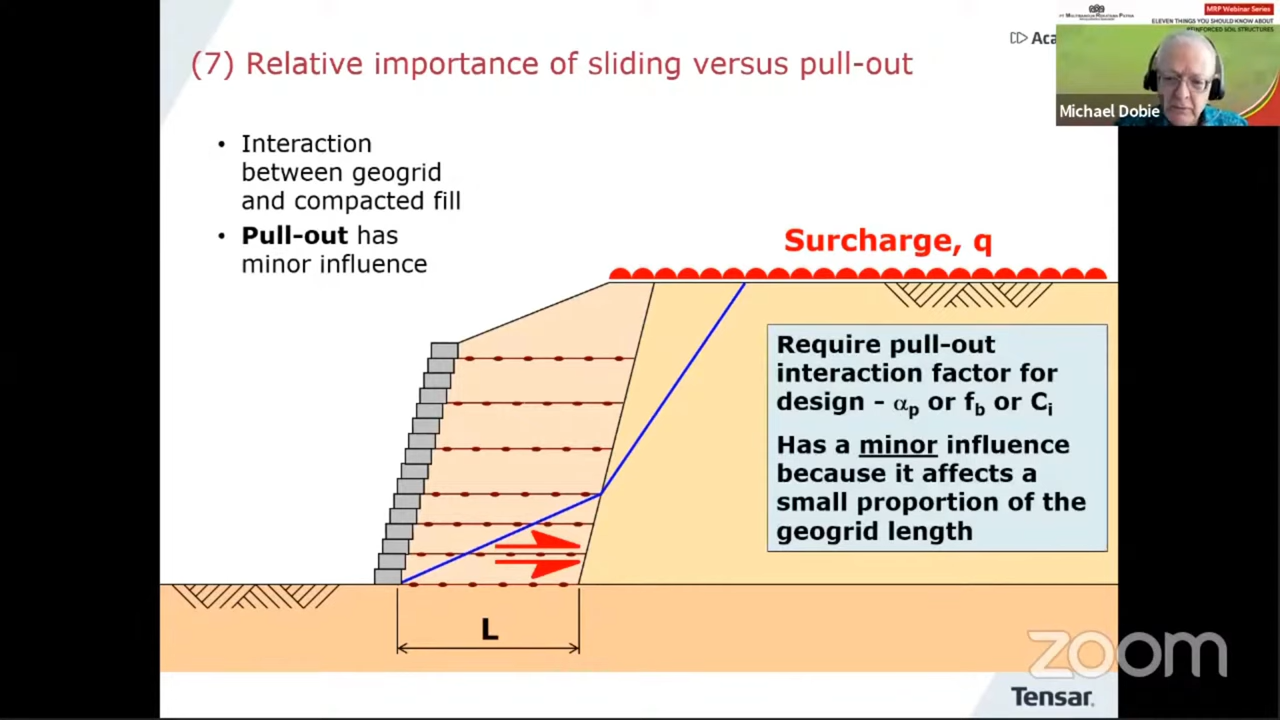 (7) Relative importance of sliding versus pull-out
MRP Webinar Series
ELEVEN THINGS YOU SHOULD KNOW ABOUT
REINFORCED SOIL STRUCTURES
Aca
Michael Dobie
• Interaction
between geogrid
and compacted fill
• Pull-out has
minor influence
Surcharge, q
Require pull-out
interaction factor for
design - αp or fb or Ci
Has a minor influence
because it affects a
small proportion of the
geogrid length
L
zoom
Tensar